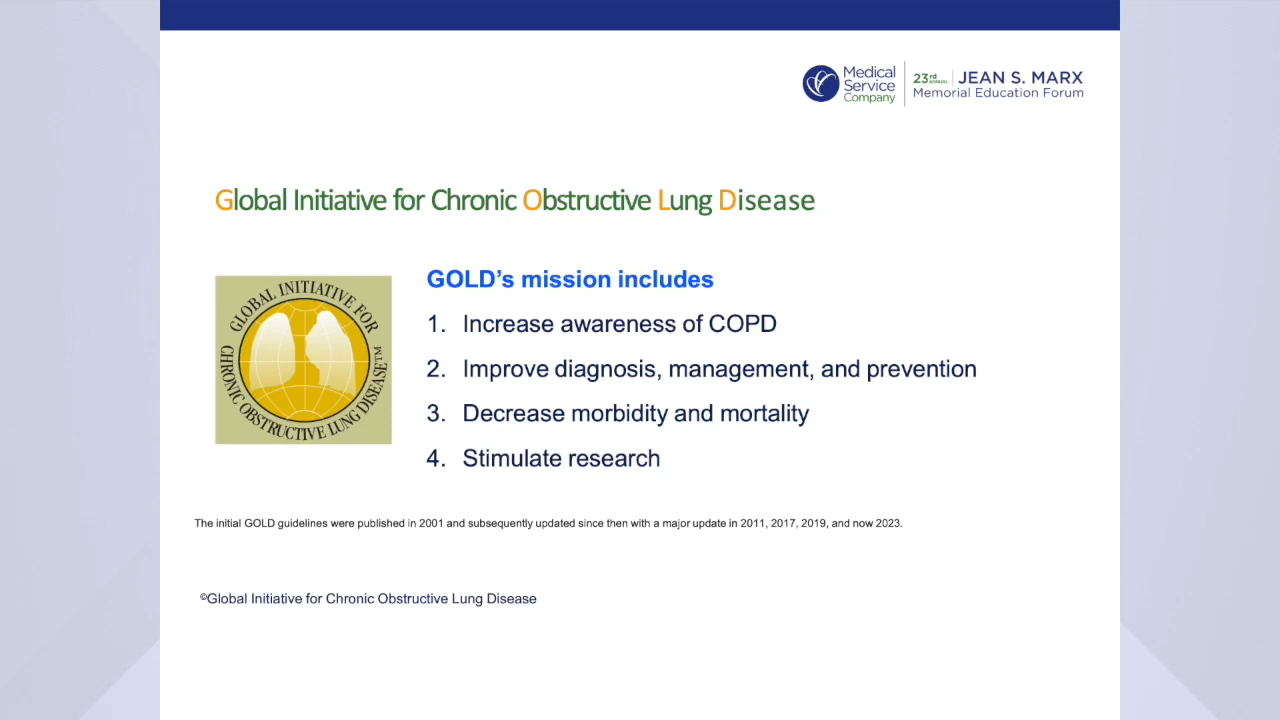 Medical
Service
Company
23rd
ANNUAL
JEAN S. MARX
Memorial Education Forum
Global Initiative for Chronic Obstructive Lung Disease
GLOBAL INITIATIVE FOR
CHRONIC OBSTRUCTIVE LUNG DISEASE™
GOLD’s mission includes
1. Increase awareness of COPD
2. Improve diagnosis, management, and prevention
3. Decrease morbidity and mortality
4. Stimulate research
The initial GOLD guidelines were published in 2001 and subsequently updated since then with a major update in 2011, 2017, 2019, and now 2023.
©Global Initiative for Chronic Obstructive Lung Disease